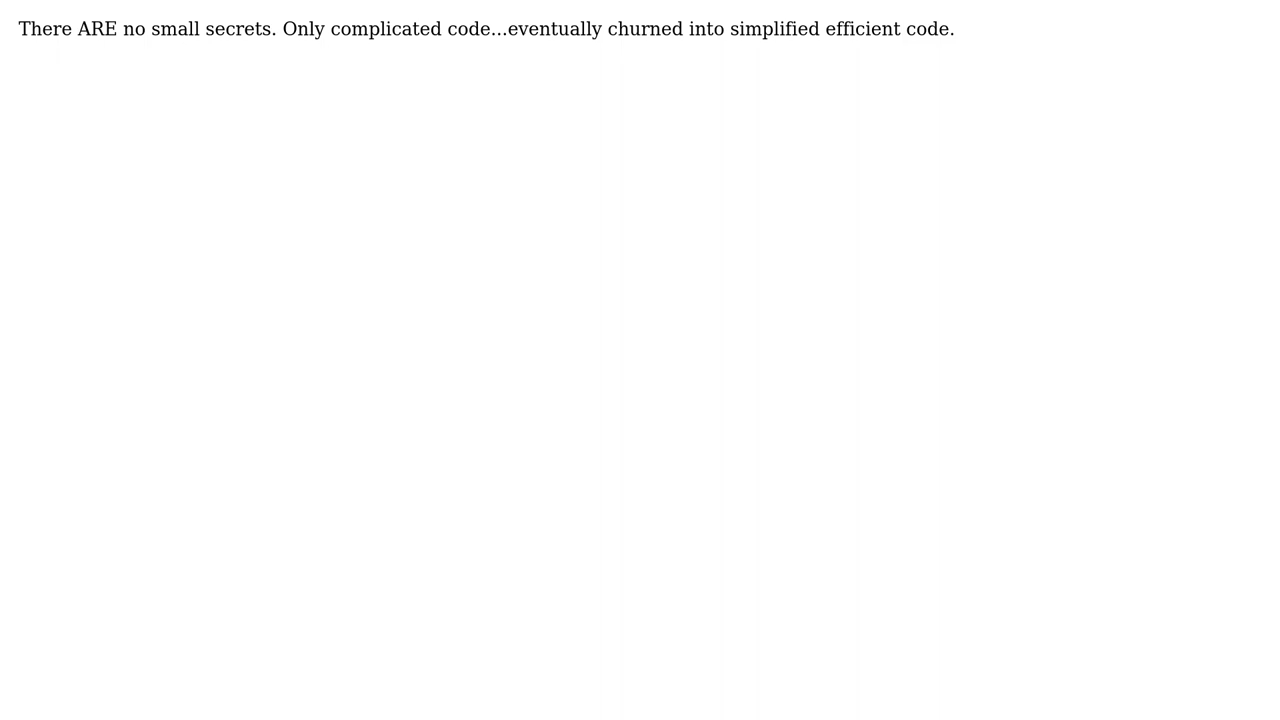 There ARE no small secrets. Only complicated code...eventually churned into simplified efficient code.